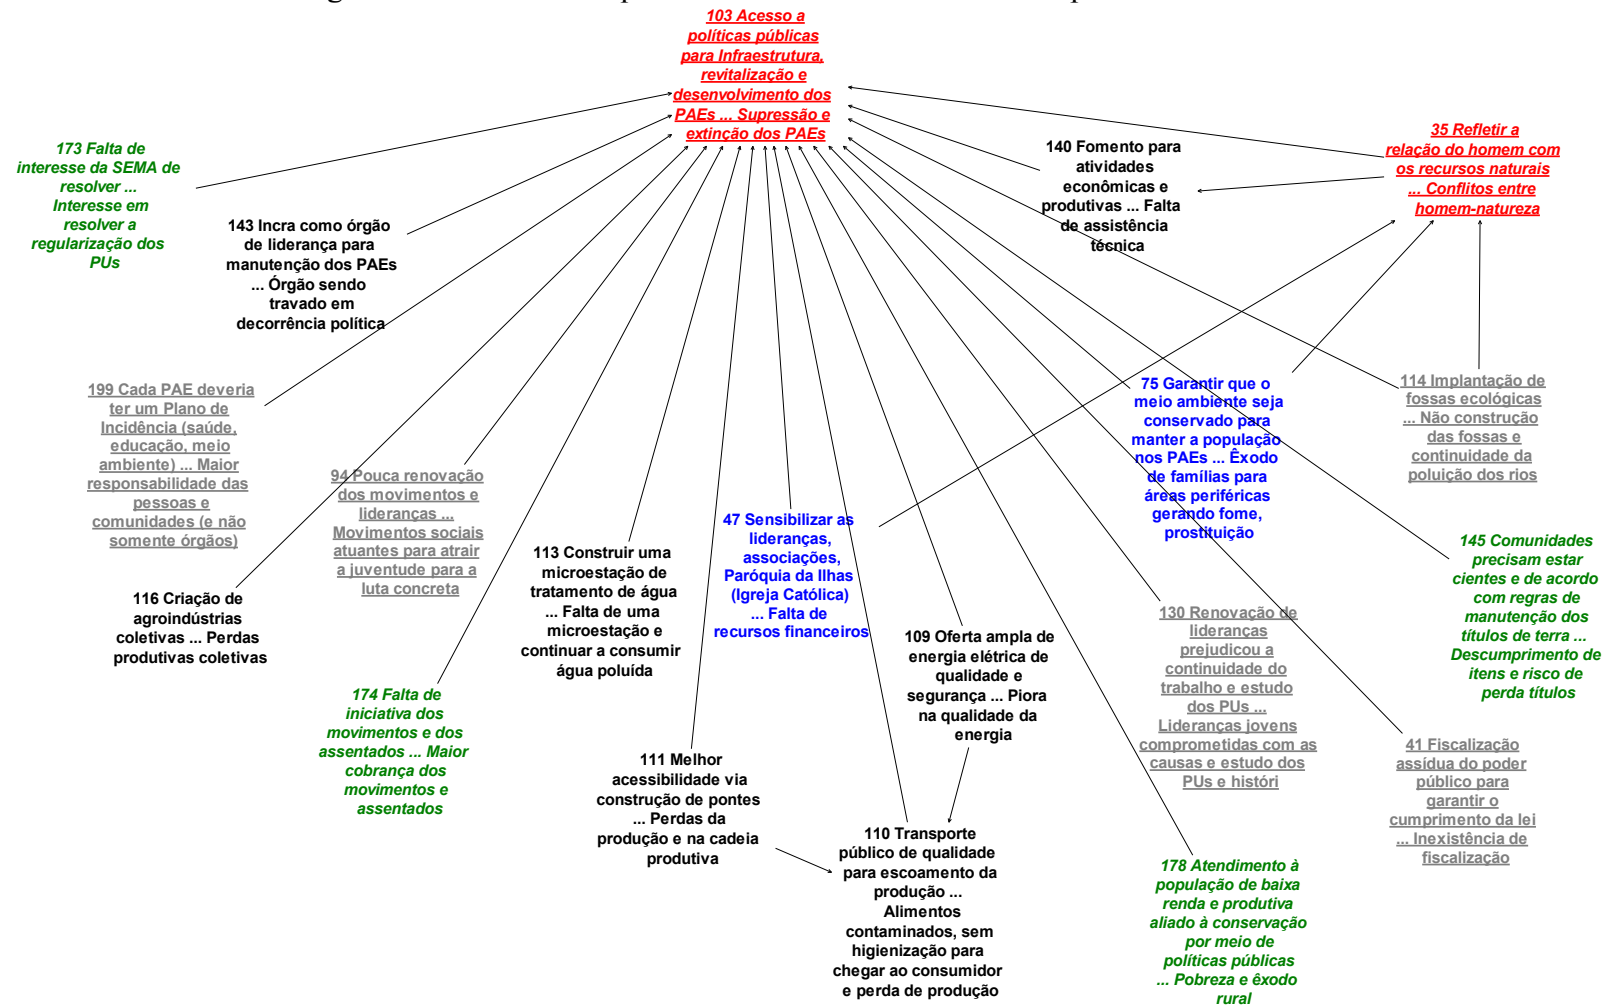 103 Acesso a
políticas públicas
para Infraestrutura,
revitalização e
desenvolvimento dos
PAEs ... Supressão e
extinção dos PAEs
173 Falta de
interesse da SEMA de
resolver ...
Interesse em
resolver a
regularização dos
PUs
143 Incra como órgão
de liderança para
manutenção dos PAEs
... Órgão sendo
travado em
decorrência política
140 Fomento para
atividades
econômicas e
produtivas ... Falta
de assistência
técnica
35 Refletir a
relação do homem com
os recursos naturais
... Conflitos entre
homem-natureza
199 Cada PAE deveria
ter um Plano de
Incidência (saúde,
educação, meio
ambiente) ... Maior
responsabilidade das
pessoas e
comunidades (e não
somente órgãos)
94 Pouca renovação
dos movimentos e
lideranças ...
Movimentos sociais
atuantes para atrair
a juventude para a
luta concreta
75 Garantir que o
meio ambiente seja
conservado para
manter a população
nos PAEs ... Êxodo
de famílias para
áreas periféricas
gerando fome,
prostituição
114 Implantação de
fossas ecológicas
... Não construção
das fossas e
continuidade da
poluição dos rios
116 Criação de
agroindústrias
coletivas ... Perdas
produtivas coletivas
113 Construir uma
microestação de
tratamento de água
... Falta de uma
microestação e
continuar a consumir
água poluída
47 Sensibilizar as
lideranças,
associações,
Paróquia da Ilhas
(Igreja Católica)
... Falta de
recursos financeiros
109 Oferta ampla de
energia elétrica de
qualidade e
segurança ... Piora
na qualidade da
energia
130 Renovação de
lideranças
prejudicou a
continuidade do
trabalho e estudo
dos PUs ...
Lideranças jovens
comprometidas com as
causas e estudo dos
PUs e históri
145 Comunidades
precisam estar
cientes e de acordo
com regras de
manutenção dos
títulos de terra ...
Descumprimento de
itens e risco de
perda títulos
174 Falta de
iniciativa dos
movimentos e dos
assentados ... Maior
cobrança dos
movimentos e
assentados
111 Melhor
acessibilidade via
construção de pontes
... Perdas da
produção e na cadeia
produtiva
110 Transporte
público de qualidade
para escoamento da
produção ...
Alimentos
contaminados, sem
higienização para
chegar ao consumidor
e perda de produção
178 Atendimento à
população de baixa
renda e produtiva
aliado à conservação
por meio de
políticas públicas
... Pobreza e êxodo
rural
41 Fiscalização
assídua do poder
público para
garantir o
cumprimento da lei
... Inexistência de
fiscalização